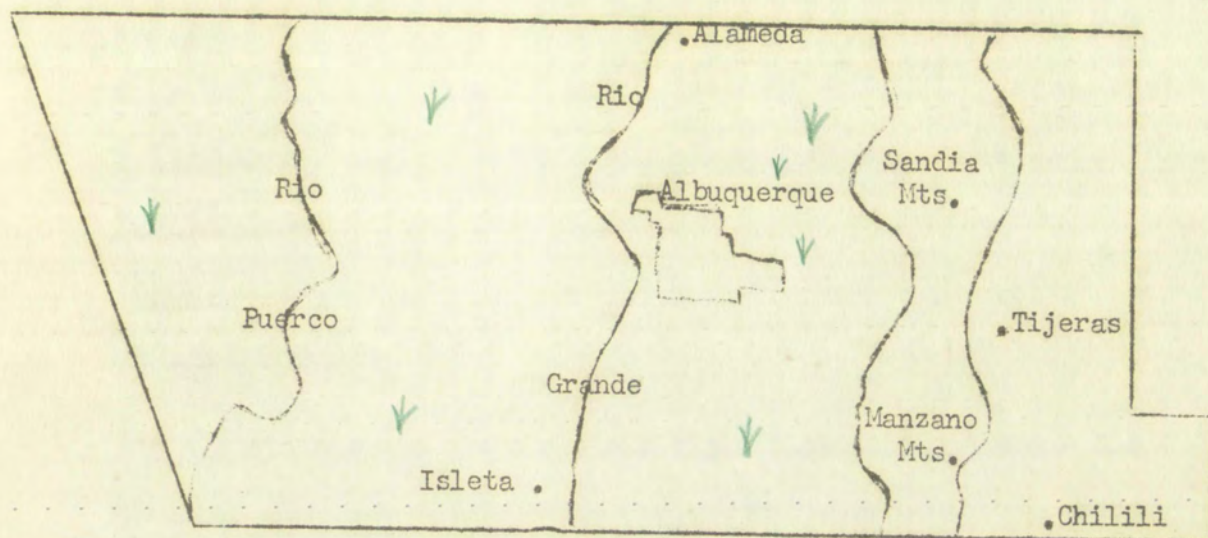 Alameda
Rio
Sandia
Mts.
Rio
Albuquerque
Puerco
Tijeras
Grande
Manzano
Mts.
Isleta
Chilili